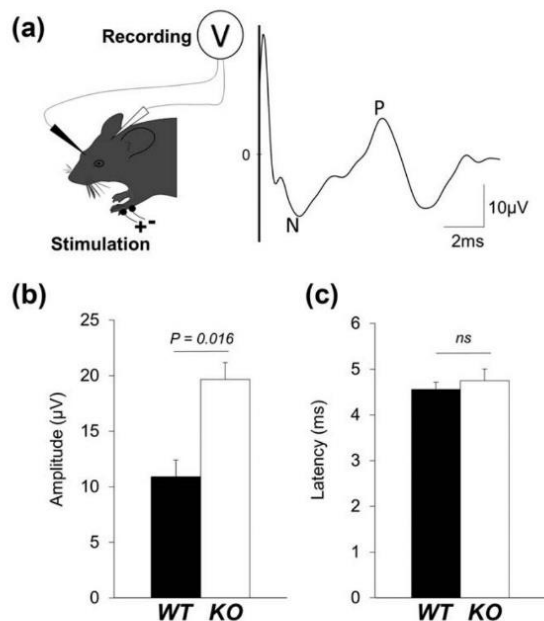 (a)
Recording
V
P
0
N
10µV
2ms
+ -
Stimulation
(b)
25
P = 0.016
20
15
10
5
0
Amplitude (µV)
WT KO
(c)
6
ns
5
4
3
2
1
0
Latency (ms)
WT KO